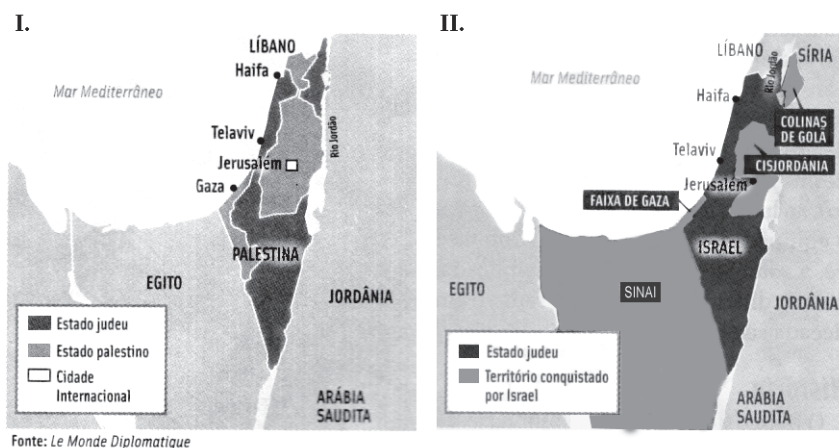 I.
LÍBANO
Haifa
Mar Mediterrâneo
Telaviv
Rio Jordão
Jerusalém
Gaza
PALESTINA
EGITO
JORDÂNIA
Estado judeu
Estado palestino
Cidade
Internacional
ARÁBIA
SAUDITA
Fonte: Le Monde Diplomatique
II.
LÍBANO
SÍRIA
Rio Jordão
Mar Mediterrâneo
Haifa
COLINAS
DE GOLÃ
Telaviv
CISJORDÂNIA
Jerusalém
FAIXA DE GAZA
ISRAEL
SINAI
EGITO
JORDÂNIA
Estado judeu
Território conquistado
por Israel
ARÁBIA
SAUDITA